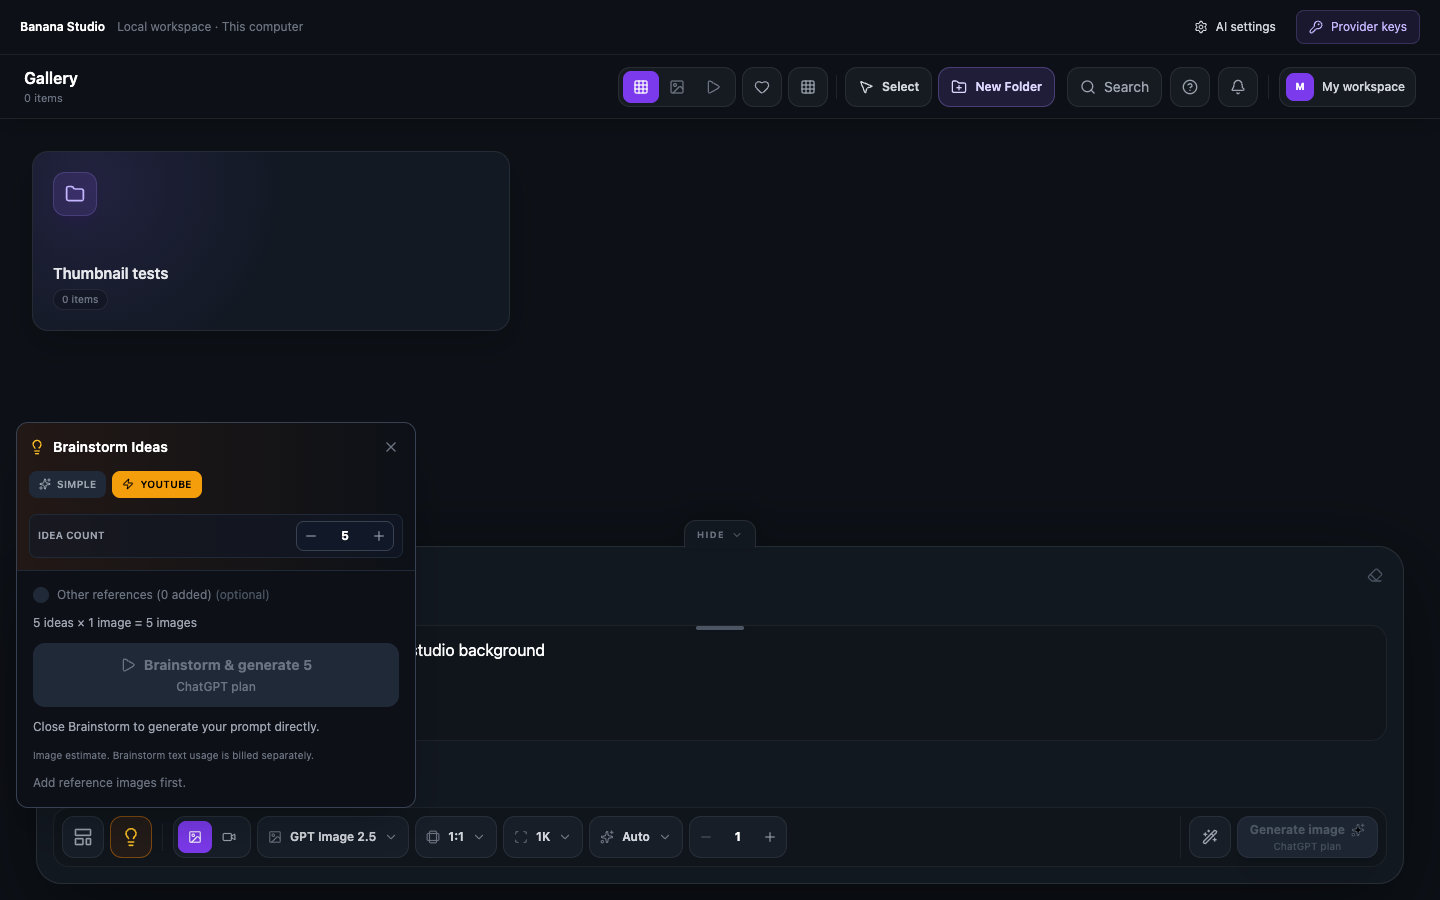 Banana Studio Local workspace · This computer
AI settings
Provider keys
Gallery
0 items
Select
New Folder
Search
M
My workspace
Thumbnail tests
0 items
Brainstorm Ideas
SIMPLE
YOUTUBE
IDEA COUNT
5
Other references (0 added) (optional)
5 ideas × 1 image = 5 images
Brainstorm & generate 5
ChatGPT plan
Close Brainstorm to generate your prompt directly.
Image estimate. Brainstorm text usage is billed separately.
Add reference images first.
HIDE
studio background
GPT Image 2.5
1:1
1K
Auto
1
Generate image
ChatGPT plan